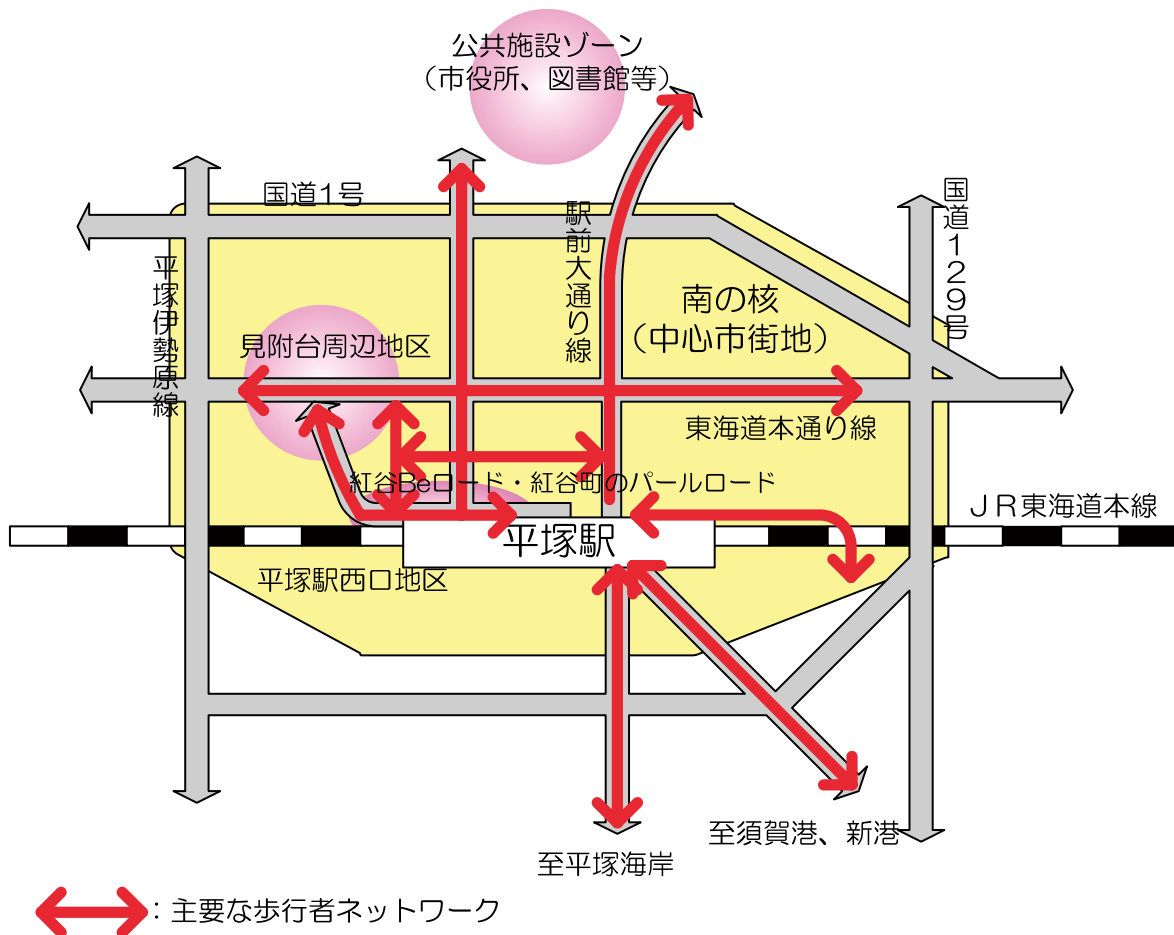 公共施設ゾーン
（市役所、図書館等）
国道1号
国道129号
駅前大通り線
平塚伊勢原線
南の核
（中心市街地）
見附台周辺地区
東海道本通り線
紅谷Beロード・紅谷町のパールロード
ＪＲ東海道本線
平塚駅
平塚駅西口地区
至須賀港、新港
至平塚海岸
：主要な歩行者ネットワーク